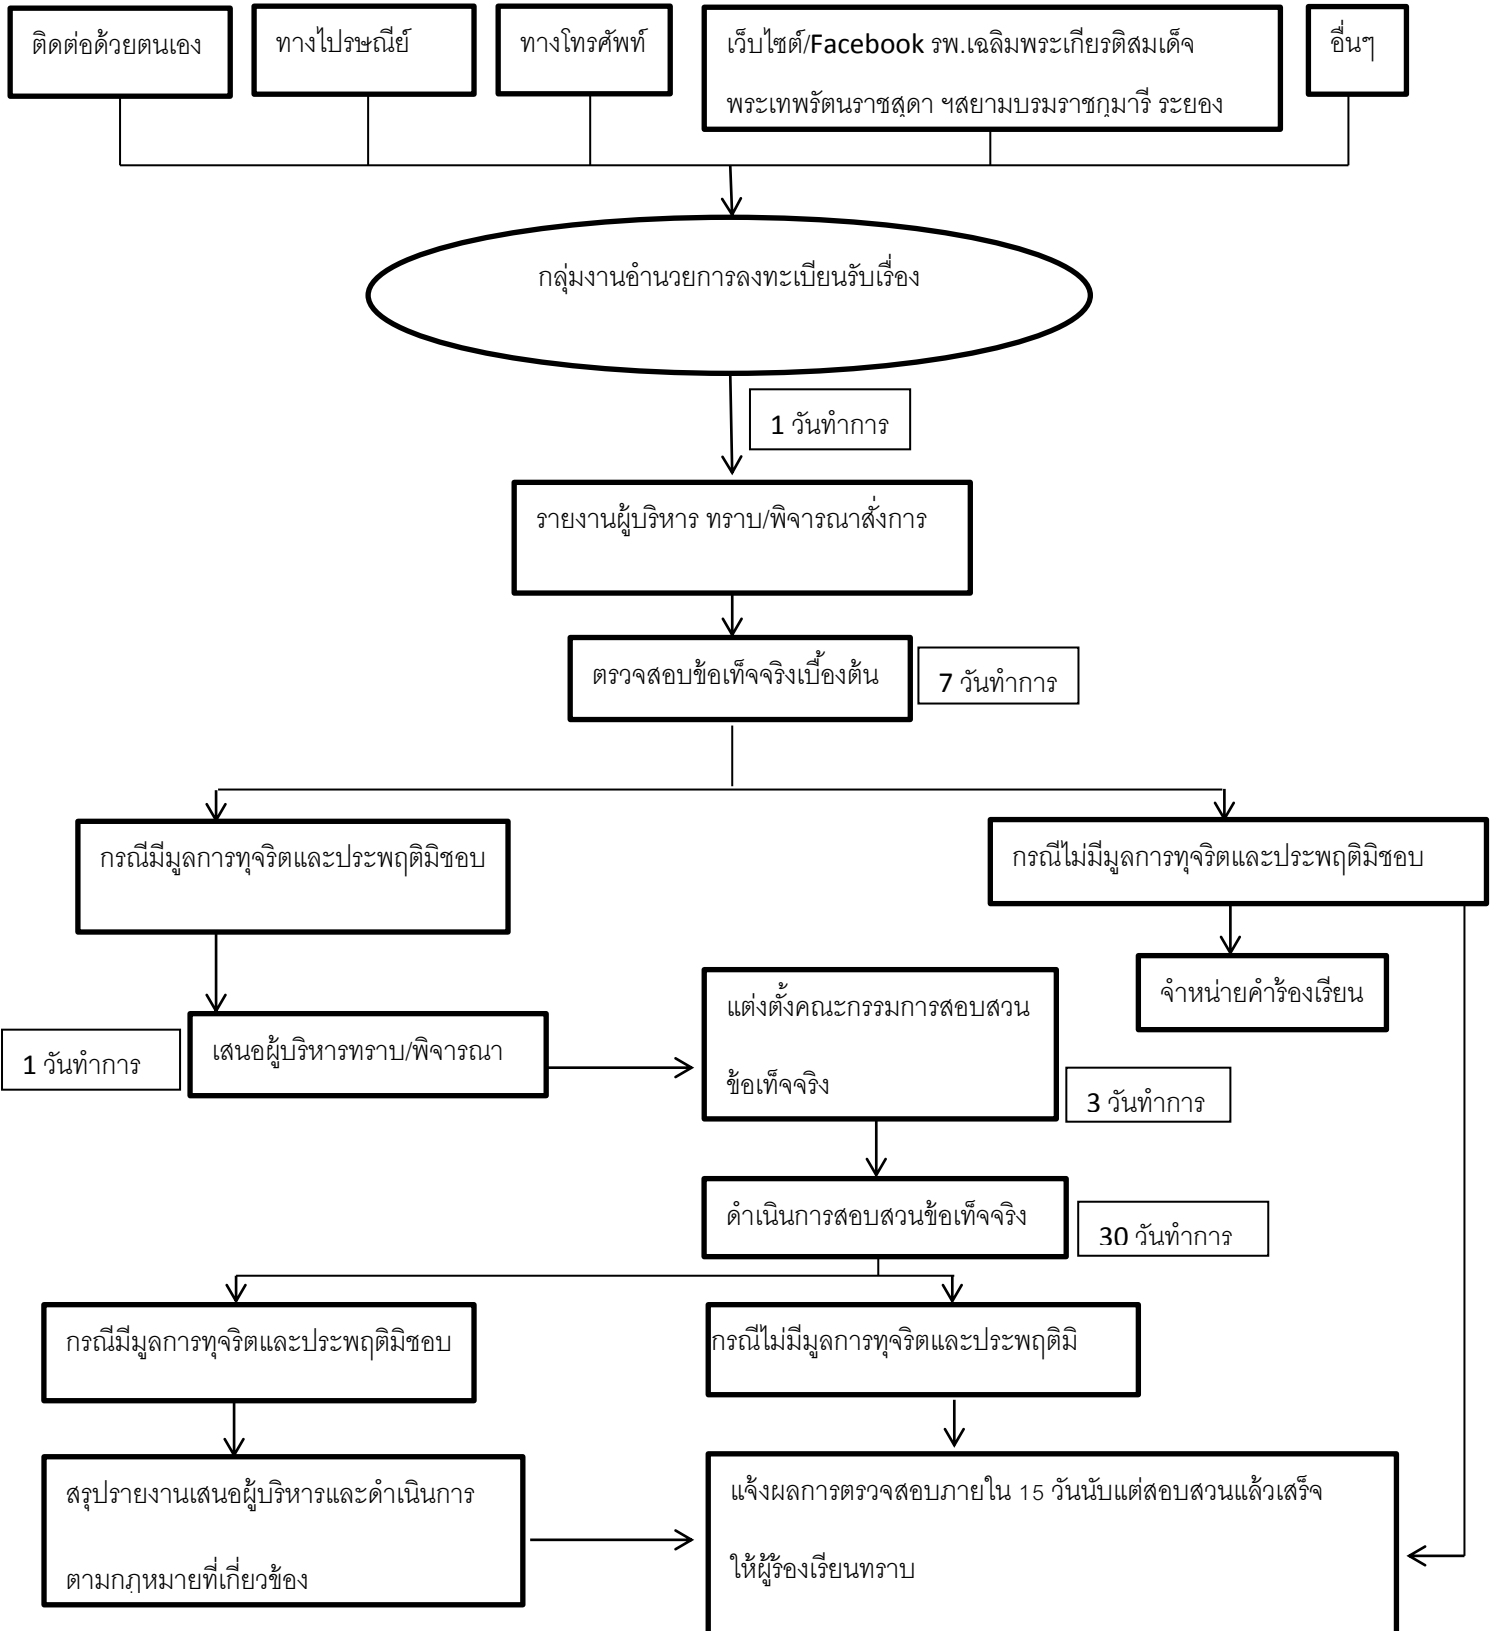 ติดต่อด้วยตนเอง
ทางไปรษณีย์
ทางโทรศัพท์
เว็บไซต์/Facebook รพ.เฉลิมพระเกียรติสมเด็จ
พระเทพรัตนราชสุดา ฯสยามบรมราชกุมารี ระยอง
อื่นๆ
กลุ่มงานอำนวยการลงทะเบียนรับเรื่อง
1 วันทำการ
รายงานผู้บริหาร ทราบ/พิจารณาสั่งการ
ตรวจสอบข้อเท็จจริงเบื้องต้น
7 วันทำการ
กรณีมีมูลการทุจริตและประพฤติมิชอบ
กรณีไม่มีมูลการทุจริตและประพฤติมิชอบ
จำหน่ายคำร้องเรียน
1 วันทำการ
เสนอผู้บริหารทราบ/พิจารณา
แต่งตั้งคณะกรรมการสอบสวน
ข้อเท็จจริง
3 วันทำการ
ดำเนินการสอบสวนข้อเท็จจริง
30 วันทำการ
กรณีมีมูลการทุจริตและประพฤติมิชอบ
กรณีไม่มีมูลการทุจริตและประพฤติมิ
สรุปรายงานเสนอผู้บริหารและดำเนินการ
ตามกฎหมายที่เกี่ยวข้อง
แจ้งผลการตรวจสอบภายใน 15 วันนับแต่สอบสวนแล้วเสร็จ
ให้ผู้ร้องเรียนทราบ